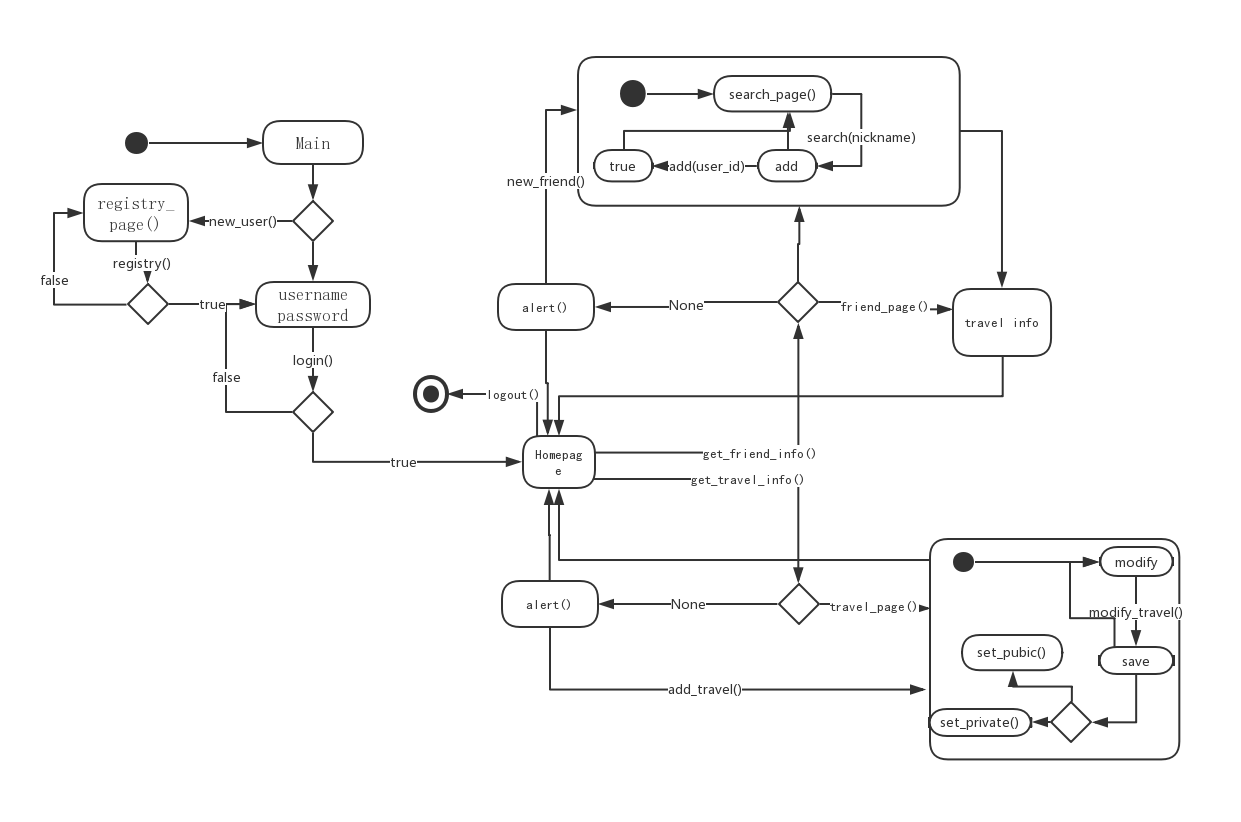 Main
registry_
page()
new_user()
registry()
false
true
username
password
login()
false
true
search_page()
search(nickname)
true
add(user_id)
add
new_friend()
alert()
None
friend_page()
travel info
logout()
Homepag
e
get_friend_info()
get_travel_info()
alert()
None
travel_page()
add_travel()
modify
modify_travel()
set_pubic()
save
set_private()